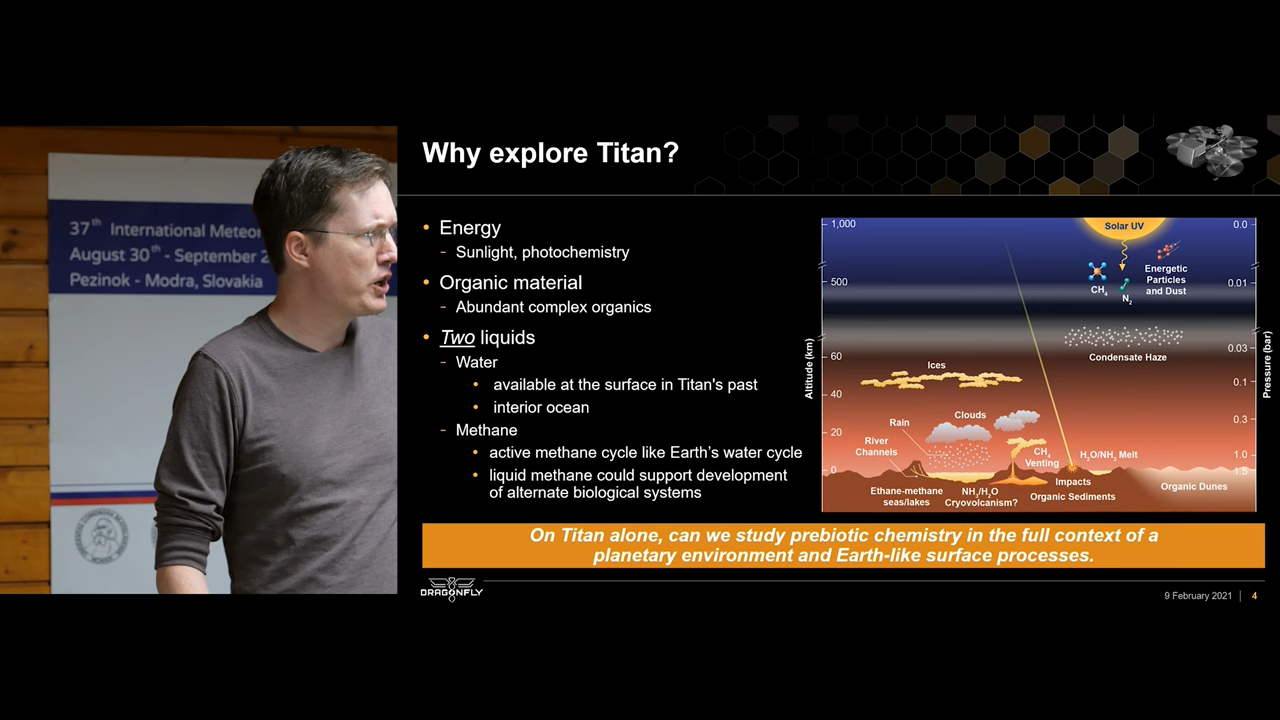 37th International Meteor
August 30th - September 2
Pezinok - Modra, Slovakia
Why explore Titan?
• Energy
- Sunlight, photochemistry
• Organic material
- Abundant complex organics
• Two liquids
- Water
• available at the surface in Titan's past
• interior ocean
- Methane
• active methane cycle like Earth's water cycle
• liquid methane could support development
of alternate biological systems
Altitude (km)
1,000
500
60
40
20
0
Solar UV
CH4
N2
Energetic
Particles
and Dust
Condensate Haze
Ices
Clouds
Rain
River
Channels
CH4
Venting
H2O/NH3 Melt
Impacts
Ethane-methane
seas/lakes
NH3/H2O
Cryovolcanism?
Organic Sediments
Organic Dunes
0.0
0.01
0.03
0.1
0.3
1.0
1.5
Pressure (bar)
On Titan alone, can we study prebiotic chemistry in the full context of a
planetary environment and Earth-like surface processes.
DRAGONFLY
9 February 2021 | 4